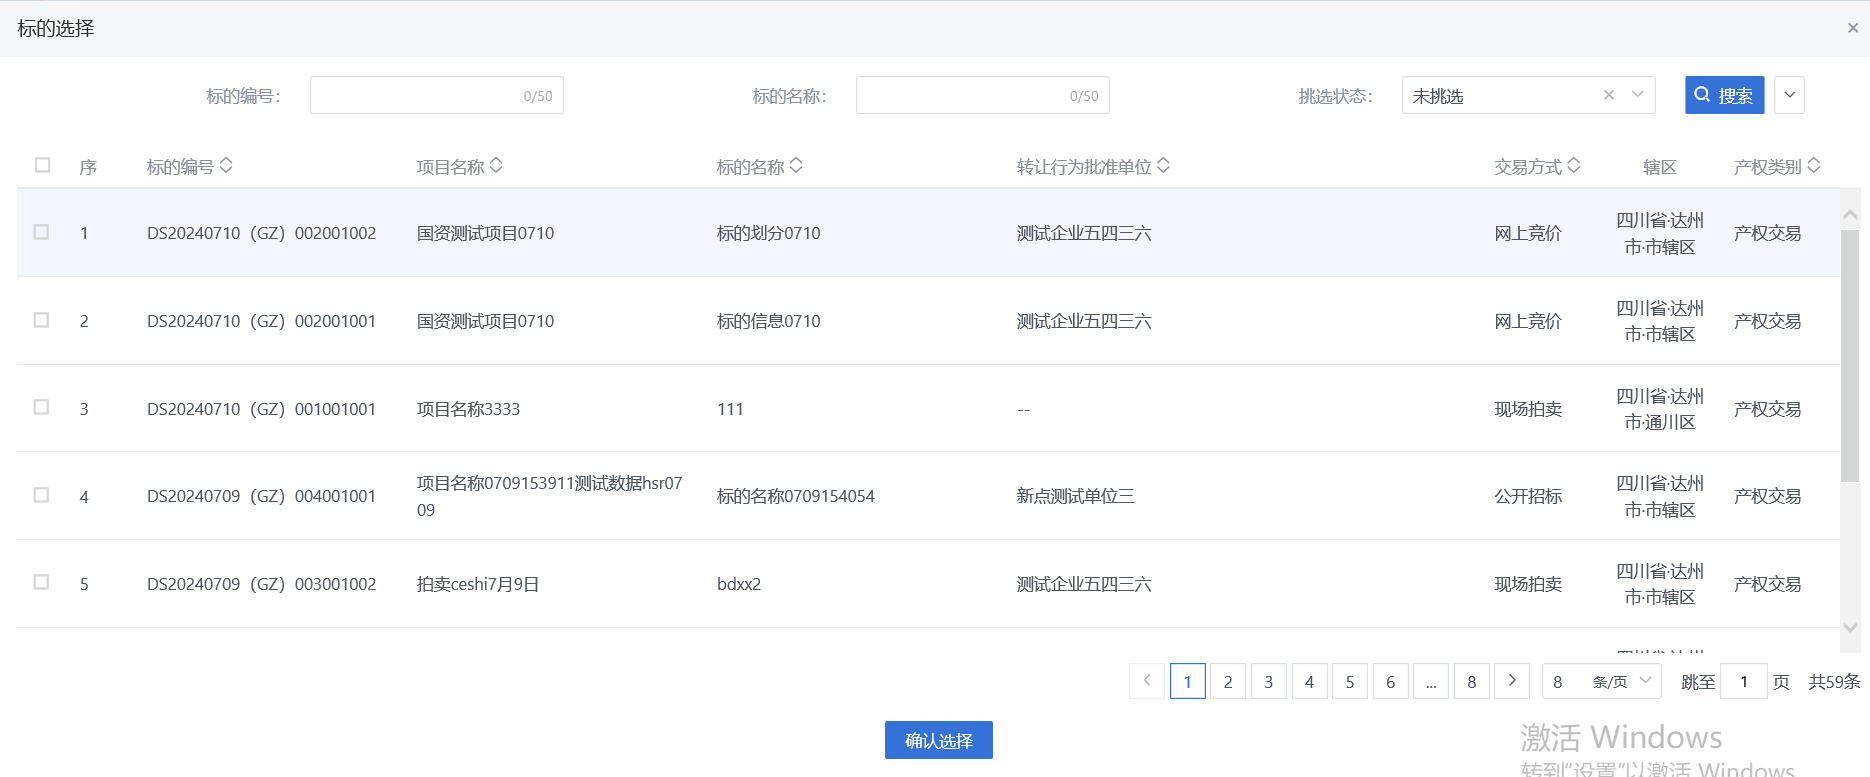 标的选择
标的编号： 0/50 标的名称： 0/50 挑选状态： 未挑选 搜索
序 标的编号 项目名称 标的名称 转让行为批准单位 交易方式 辖区 产权类别
1 DS20240710（GZ）002001002 国资测试项目0710 标的划分0710 测试企业五四三六 网上竞价 四川省·达州 产权交易
市·市辖区
2 DS20240710（GZ）002001001 国资测试项目0710 标的信息0710 测试企业五四三六 网上竞价 四川省·达州 产权交易
市·市辖区
3 DS20240710（GZ）001001001 项目名称3333 111 -- 现场拍卖 四川省·达州 产权交易
市·通川区
4 DS20240709（GZ）004001001 项目名称0709153911测试数据hsr07 标的名称0709154054 新点测试单位三 公开招标 四川省·达州 产权交易
09 市·市辖区
5 DS20240709（GZ）003001002 拍卖ceshi7月9日 bdxx2 测试企业五四三六 现场拍卖 四川省·达州 产权交易
市·市辖区
1 2 3 4 5 6 ... 8 8 条/页 跳至 1 页 共59条
确认选择
激活 Windows
转到“设置”以激活 Windows